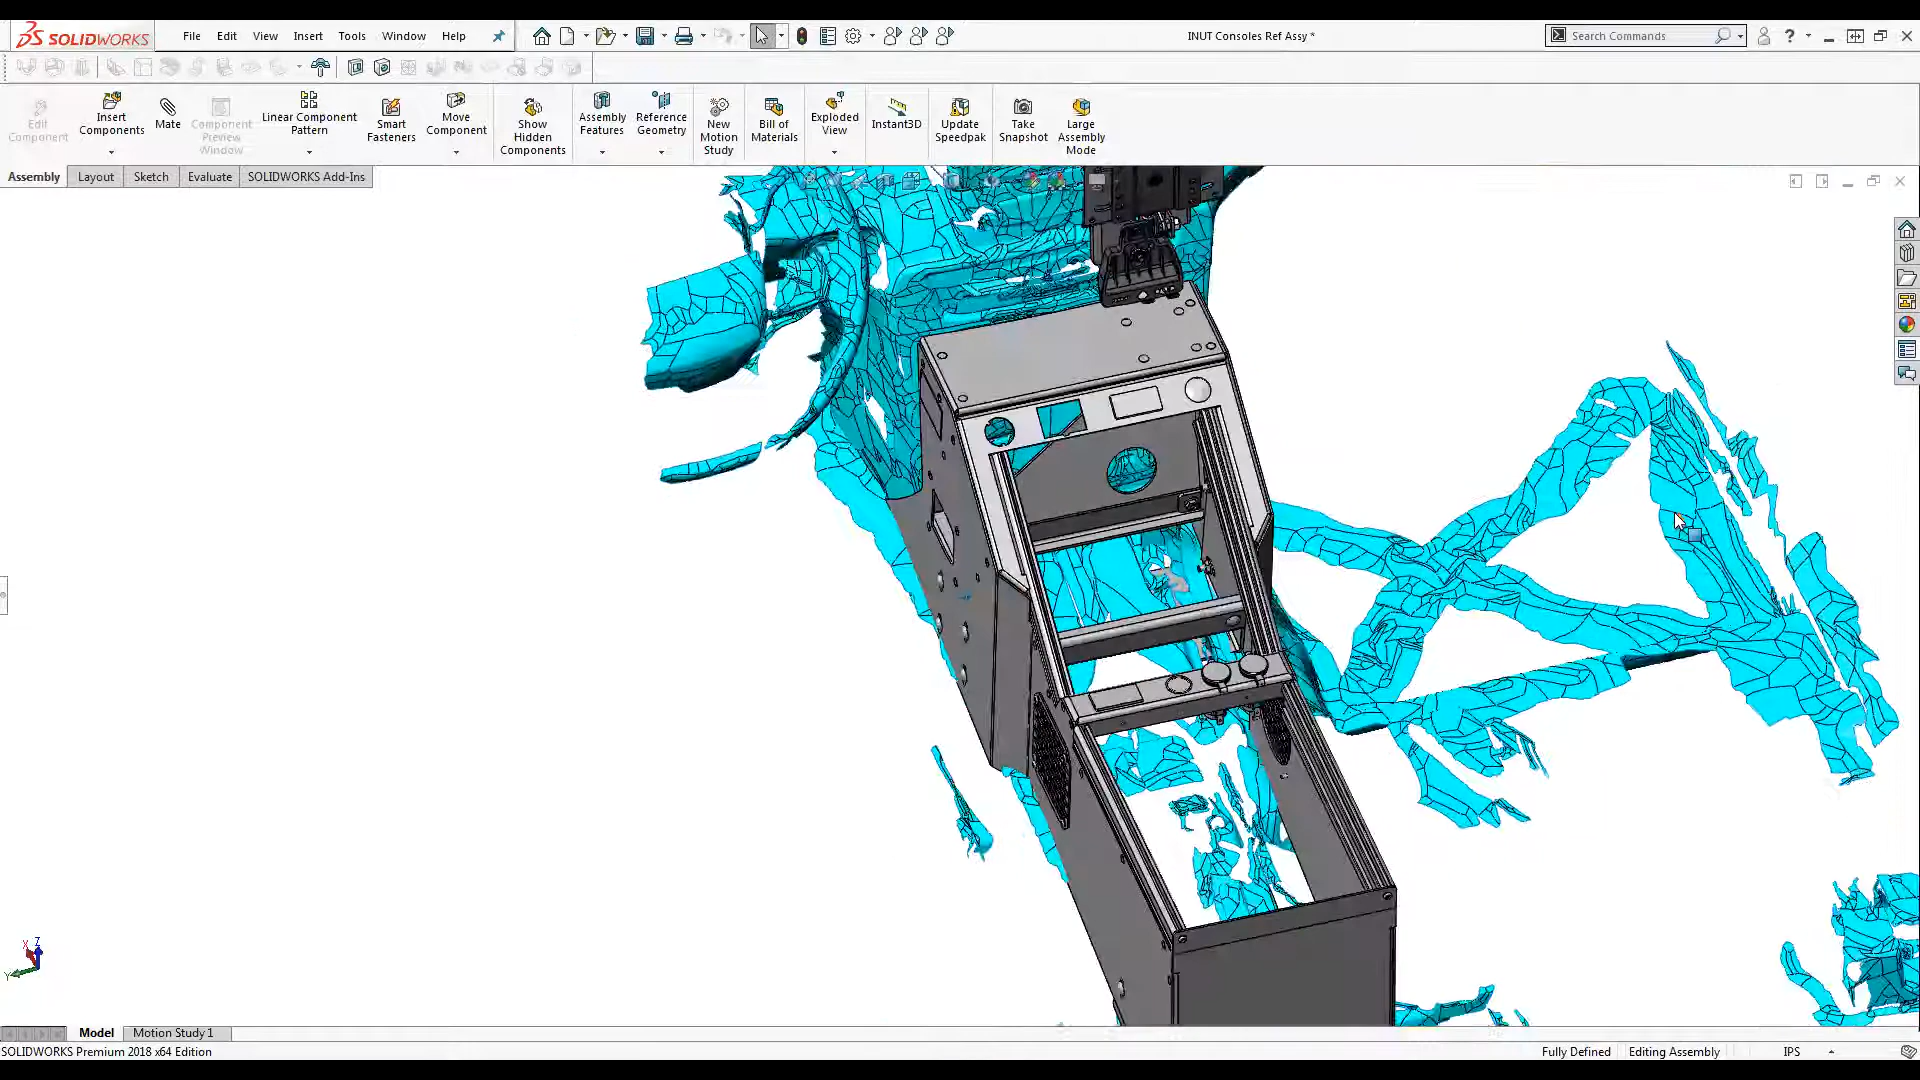 SOLIDWORKS File Edit View Insert Tools Window Help INUT Consoles Ref Assy * Search Commands ?
Edit Component
Insert Components
Mate
Component Preview Window
Linear Component Pattern
Smart Fasteners
Move Component
Show Hidden Components
Assembly Features
Reference Geometry
New Motion Study
Bill of Materials
Exploded View
Instant3D
Update Speedpak
Take Snapshot
Large Assembly Mode
Assembly Layout Sketch Evaluate SOLIDWORKS Add-Ins
X Z
Y
Model Motion Study 1
SOLIDWORKS Premium 2018 x64 Edition Fully Defined Editing Assembly IPS